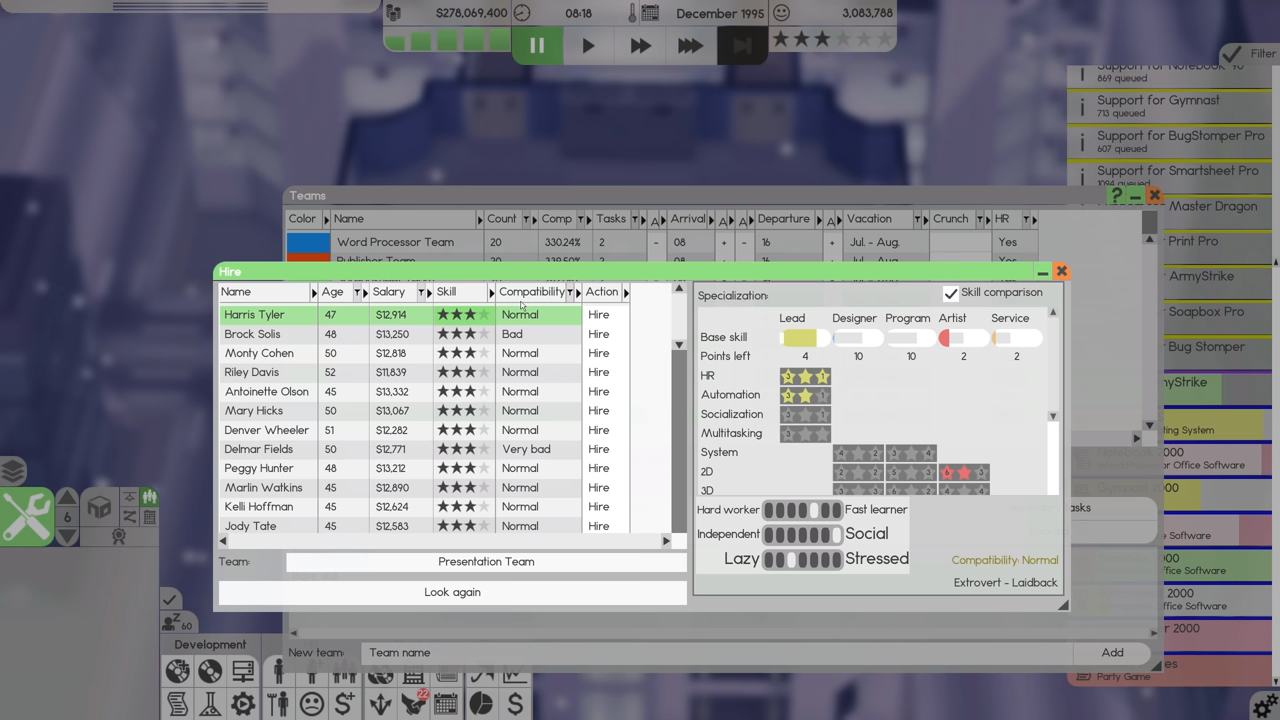 $278,069,400
08:18
December 1995
3,083,788
Filter
Support for Notebook 98
869 queued
Support for Gymnast
713 queued
Support for BugStomper Pro
607 queued
Support for Smartsheet Pro
1094 queued
Master Dragon
Print Pro
ArmyStrike
Soapbox Pro
Bug Stomper
Teams
Color Name Count Comp Tasks A Arrival Departure A Vacation Crunch HR
Word Processor Team 20 330.24% 2 - 08 + - 16 + Jul. - Aug. Yes
Hire
Name Age Salary Skill Compatibility Action
Harris Tyler 47 $12,914 Normal Hire
Brock Solis 48 $13,250 Bad Hire
Monty Cohen 50 $12,818 Normal Hire
Riley Davis 52 $11,839 Normal Hire
Antoinette Olson 45 $13,332 Normal Hire
Mary Hicks 50 $13,067 Normal Hire
Denver Wheeler 51 $12,282 Normal Hire
Delmar Fields 50 $12,771 Very bad Hire
Peggy Hunter 48 $13,212 Normal Hire
Marlin Watkins 45 $12,890 Normal Hire
Kelli Hoffman 45 $12,624 Normal Hire
Jody Tate 45 $12,583 Normal Hire
Team: Presentation Team
Look again
Specialization: Skill comparison
Lead Designer Program Artist Service
Base skill
Points left 4 10 10 2 2
HR
Automation
Socialization
Multitasking
System
2D
3D
Hard worker Fast learner
Independent Social
Lazy Stressed
Compatibility: Normal
Extrovert - Laidback
6
60
Development
22
New team: Team name Add
Office Software
Party Game